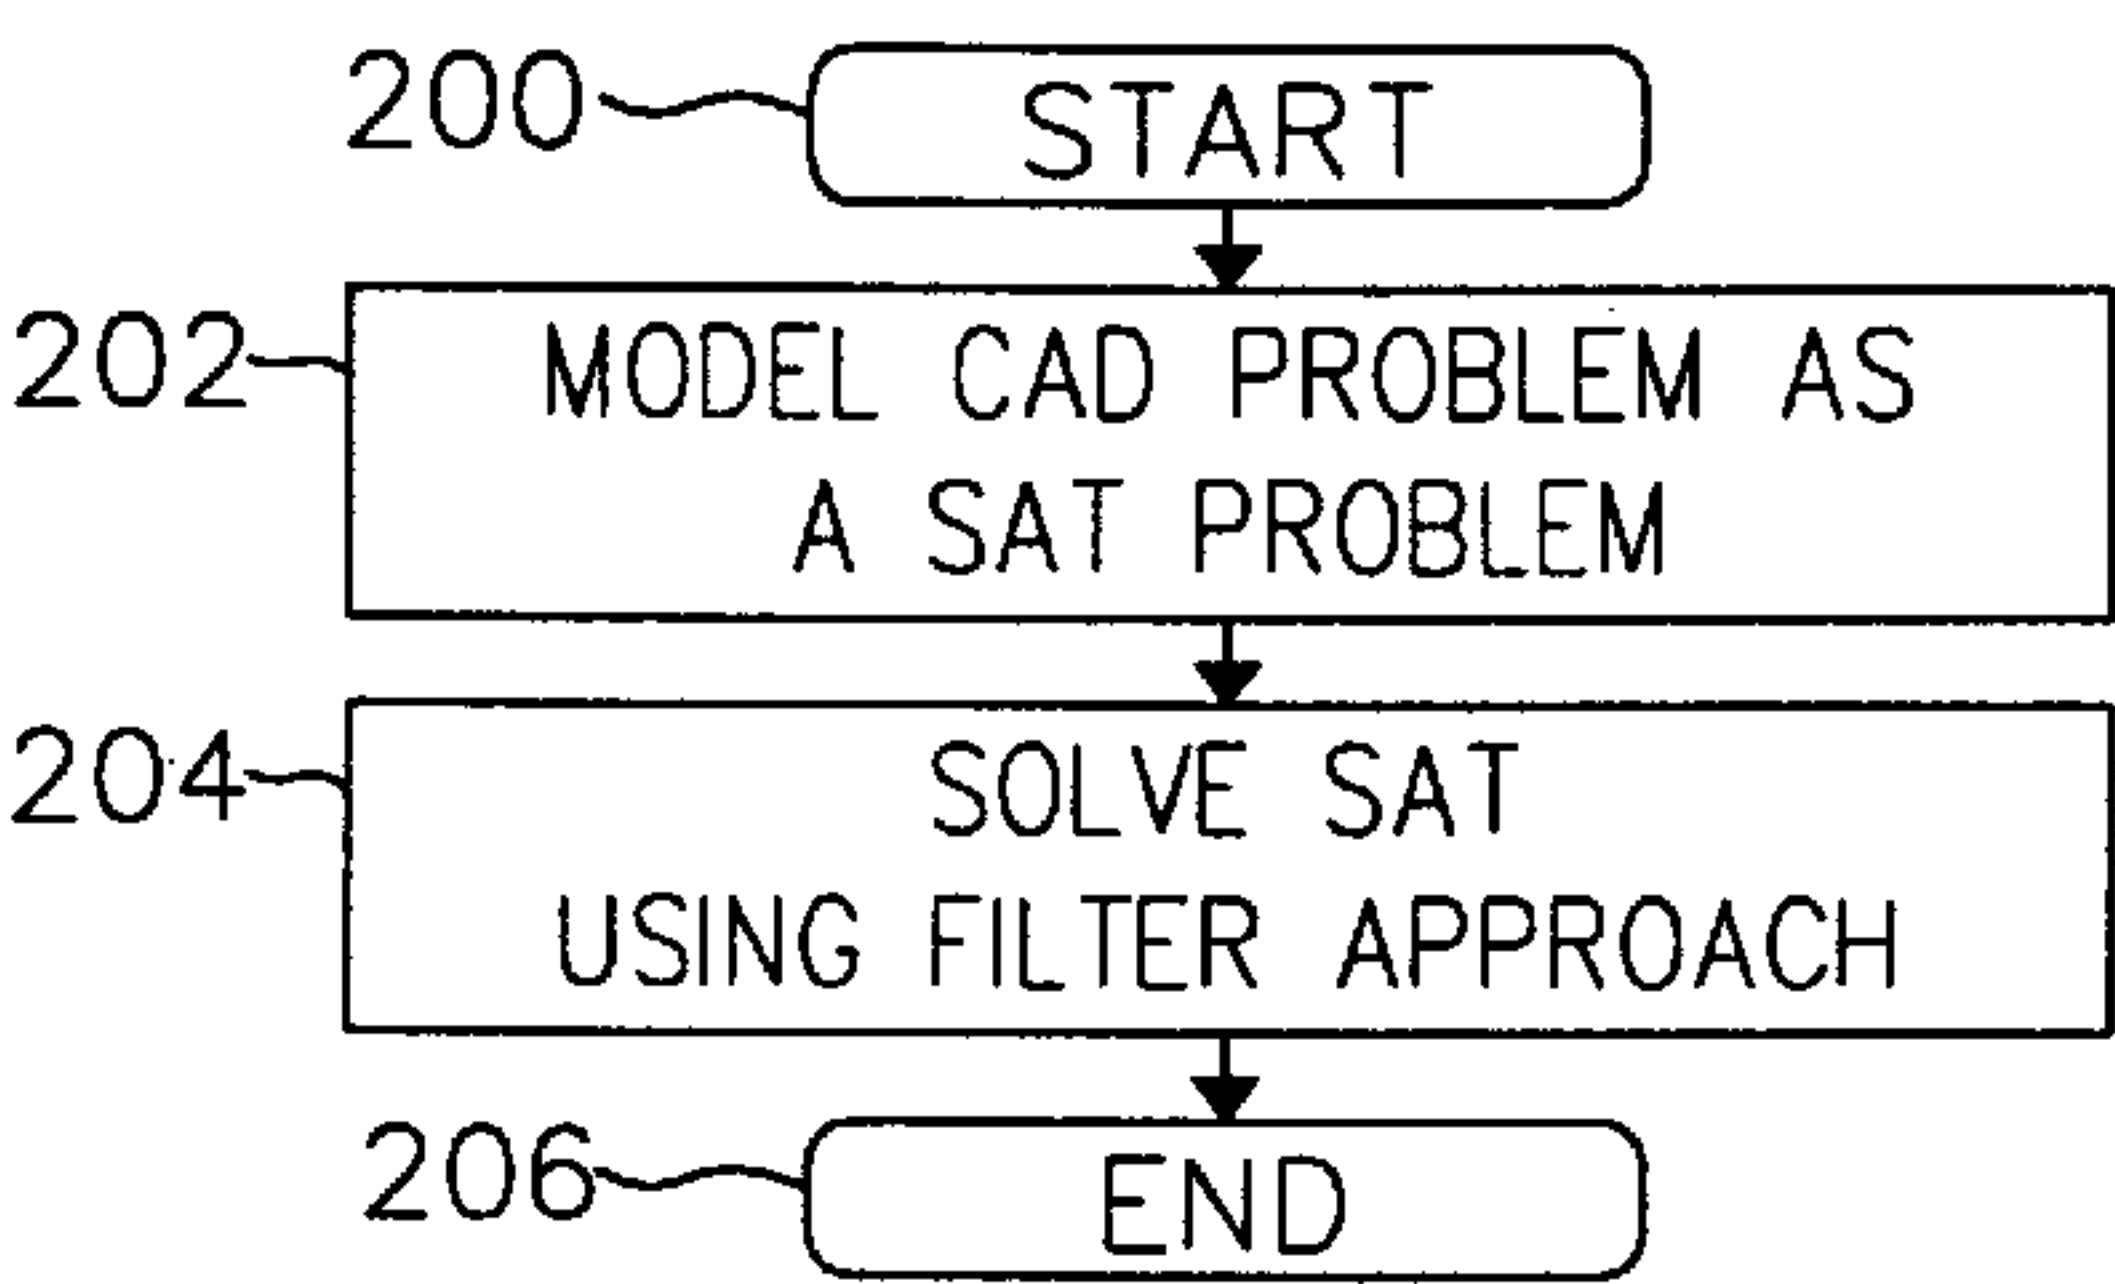 200 START
202 MODEL CAD PROBLEM AS
A SAT PROBLEM
204 SOLVE SAT
USING FILTER APPROACH
206 END